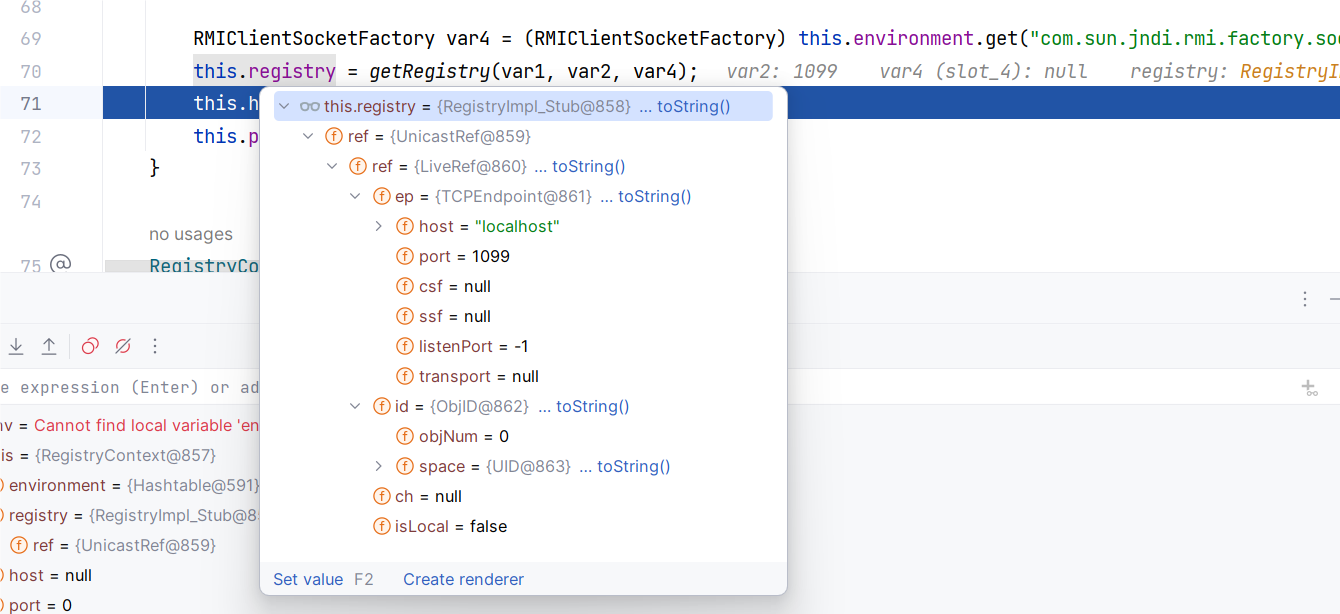 68
69 RMIClientSocketFactory var4 = (RMIClientSocketFactory) this.environment.get("com.sun.jndi.rmi.factory.so
70 this.registry = getRegistry(var1, var2, var4); var2: 1099 var4 (slot_4): null registry: RegistryI
71 this.h
this.registry = {RegistryImpl_Stub@858} ... toString()
72 this.p
ref = {UnicastRef@859}
73 }
ref = {LiveRef@860} ... toString()
74
ep = {TCPEndpoint@861} ... toString()
no usages
host = "localhost"
port = 1099
75 @ RegistryCo
csf = null
ssf = null
listenPort = -1
transport = null
e expression (Enter) or ad
id = {ObjID@862} ... toString()
nv = Cannot find local variable 'en
objNum = 0
is = {RegistryContext@857}
space = {UID@863} ... toString()
environment = {Hashtable@591}
ch = null
registry = {RegistryImpl_Stub@8
isLocal = false
ref = {UnicastRef@859}
host = null
Set value F2 Create renderer
port = 0